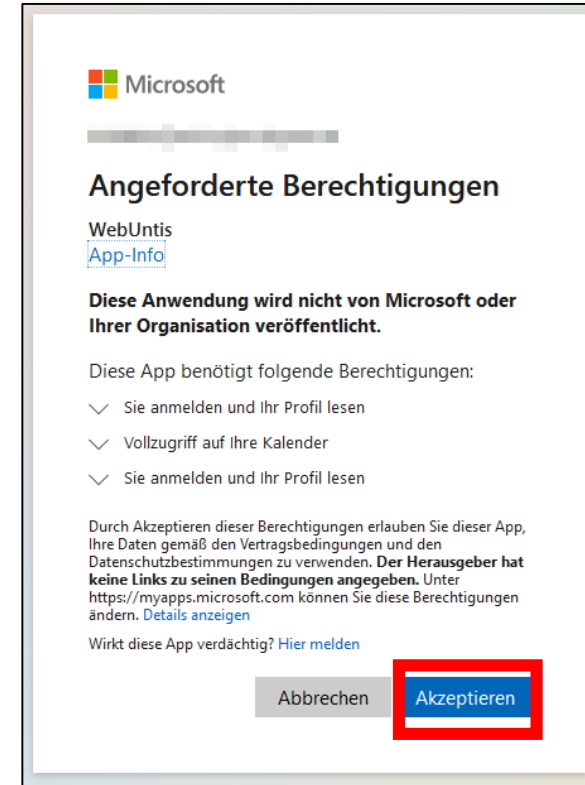 Microsoft
Angeforderte Berechtigungen
WebUntis
App-Info
Diese Anwendung wird nicht von Microsoft oder
Ihrer Organisation veröffentlicht.
Diese App benötigt folgende Berechtigungen:
Sie anmelden und Ihr Profil lesen
Vollzugriff auf Ihre Kalender
Sie anmelden und Ihr Profil lesen
Durch Akzeptieren dieser Berechtigungen erlauben Sie dieser App,
Ihre Daten gemäß den Vertragsbedingungen und den
Datenschutzbestimmungen zu verwenden. Der Herausgeber hat
keine Links zu seinen Bedingungen angegeben. Unter
https://myapps.microsoft.com können Sie diese Berechtigungen
ändern. Details anzeigen
Wirkt diese App verdächtig? Hier melden
Abbrechen Akzeptieren